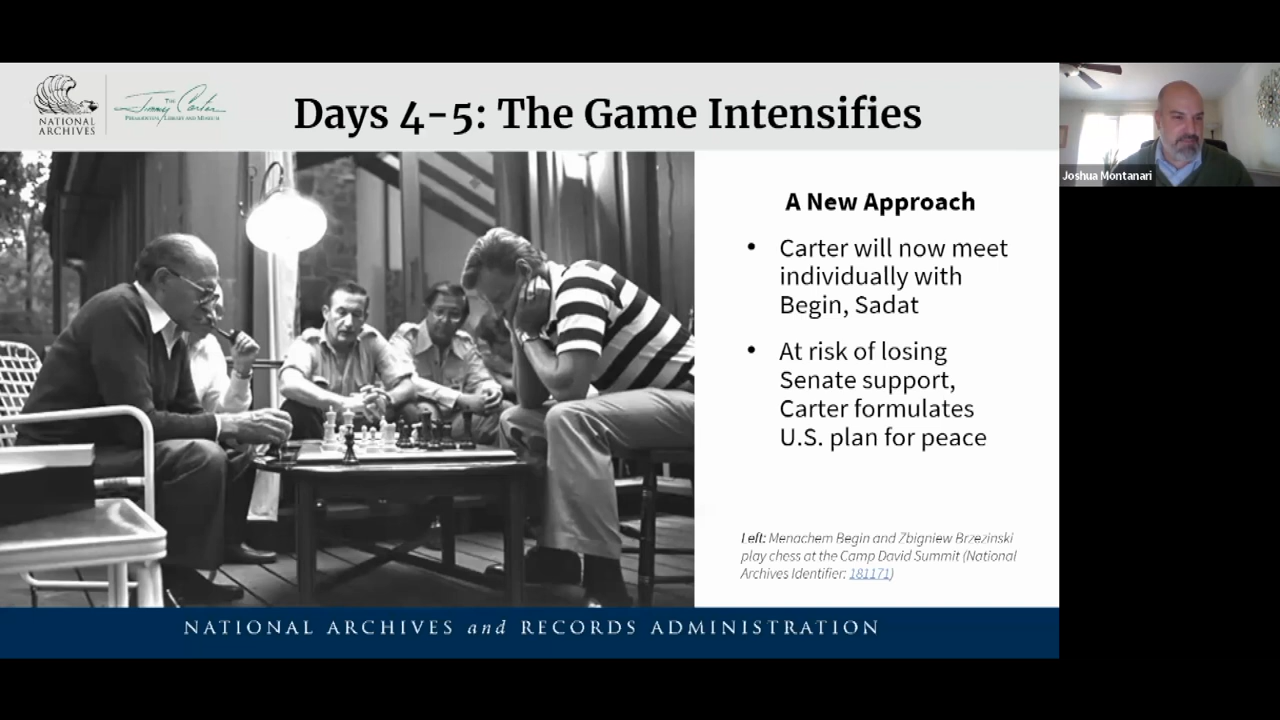 NATIONAL
ARCHIVES
THE
Jimmy Carter
PRESIDENTIAL LIBRARY AND MUSEUM
Days 4-5: The Game Intensifies
Joshua Montanari
A New Approach
• Carter will now meet
individually with
Begin, Sadat
• At risk of losing
Senate support,
Carter formulates
U.S. plan for peace
Left: Menachem Begin and Zbigniew Brzezinski
play chess at the Camp David Summit (National
Archives Identifier: 181171)
NATIONAL ARCHIVES and RECORDS ADMINISTRATION